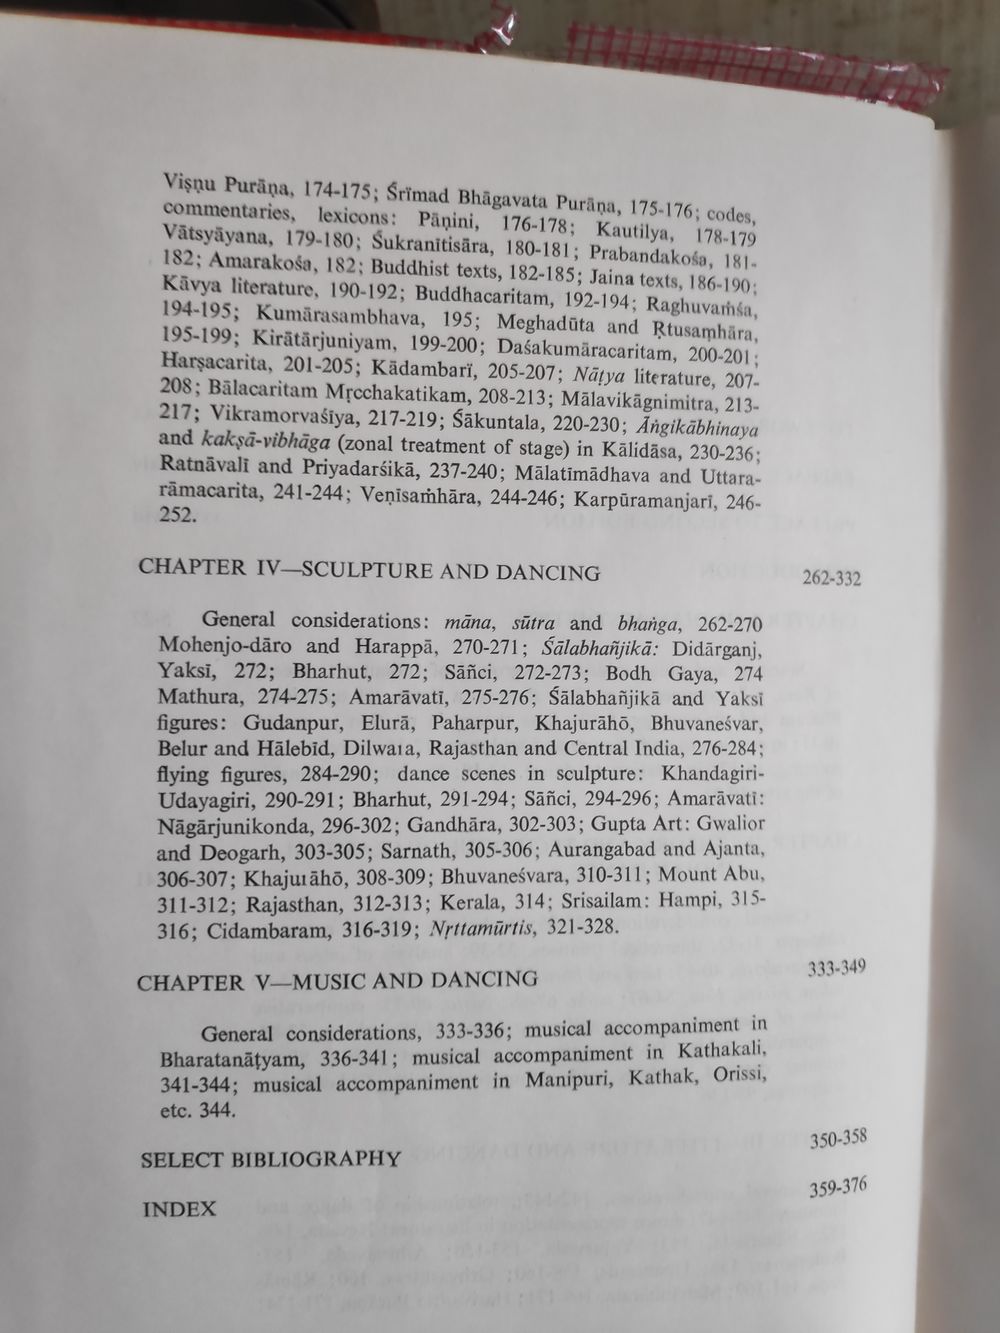 Viṣṇu Purāṇa, 174-175; Śrīmad Bhāgavata Purāṇa, 175-176; codes,
commentaries, lexicons: Pāṇini, 176-178; Kautilya, 178-179
Vātsyāyana, 179-180; Śukranītisāra, 180-181; Prabandakośa, 181-
182; Amarakośa, 182; Buddhist texts, 182-185; Jaina texts, 186-190;
Kāvya literature, 190-192; Buddhacaritam, 192-194; Raghuvaṁśa,
194-195; Kumārasambhava, 195; Meghadūta and Ṛtusaṃhāra,
195-199; Kirātārjuniyam, 199-200; Daśakumāracaritam, 200-201;
Harṣacarita, 201-205; Kādambarī, 205-207; Nāṭya literature, 207-
208; Bālacaritam Mṛcchakatikam, 208-213; Mālavikāgnimitra, 213-
217; Vikramorvaśīya, 217-219; Śākuntala, 220-230; Āṅgikābhinaya
and kakṣā-vibhāga (zonal treatment of stage) in Kālidāsa, 230-236;
Ratnāvalī and Priyadarśikā, 237-240; Mālatīmādhava and Uttara-
rāmacarita, 241-244; Veṇīsaṁhāra, 244-246; Karpūramanjarī, 246-
252.
CHAPTER IV—SCULPTURE AND DANCING 262-332
General considerations: māna, sūtra and bhaṅga, 262-270
Mohenjo-dāro and Harappā, 270-271; Śālabhañjikā: Didārganj,
Yaksī, 272; Bharhut, 272; Sāñci, 272-273; Bodh Gaya, 274
Mathura, 274-275; Amarāvatī, 275-276; Śālabhañjikā and Yaksī
figures: Gudanpur, Elurā, Paharpur, Khajurāhō, Bhuvaneśvar,
Belur and Hālebīd, Dilwara, Rajasthan and Central India, 276-284;
flying figures, 284-290; dance scenes in sculpture: Khandagiri-
Udayagiri, 290-291; Bharhut, 291-294; Sāñci, 294-296; Amarāvatī:
Nāgārjunikonda, 296-302; Gandhāra, 302-303; Gupta Art: Gwalior
and Deogarh, 303-305; Sarnath, 305-306; Aurangabad and Ajanta,
306-307; Khajurāhō, 308-309; Bhuvaneśvara, 310-311; Mount Abu,
311-312; Rajasthan, 312-313; Kerala, 314; Srisailam: Hampi, 315-
316; Cidambaram, 316-319; Nṛttamūrtis, 321-328.
CHAPTER V—MUSIC AND DANCING 333-349
General considerations, 333-336; musical accompaniment in
Bharatanāṭyam, 336-341; musical accompaniment in Kathakali,
341-344; musical accompaniment in Manipuri, Kathak, Orissi,
etc. 344.
SELECT BIBLIOGRAPHY 350-358
INDEX 359-376